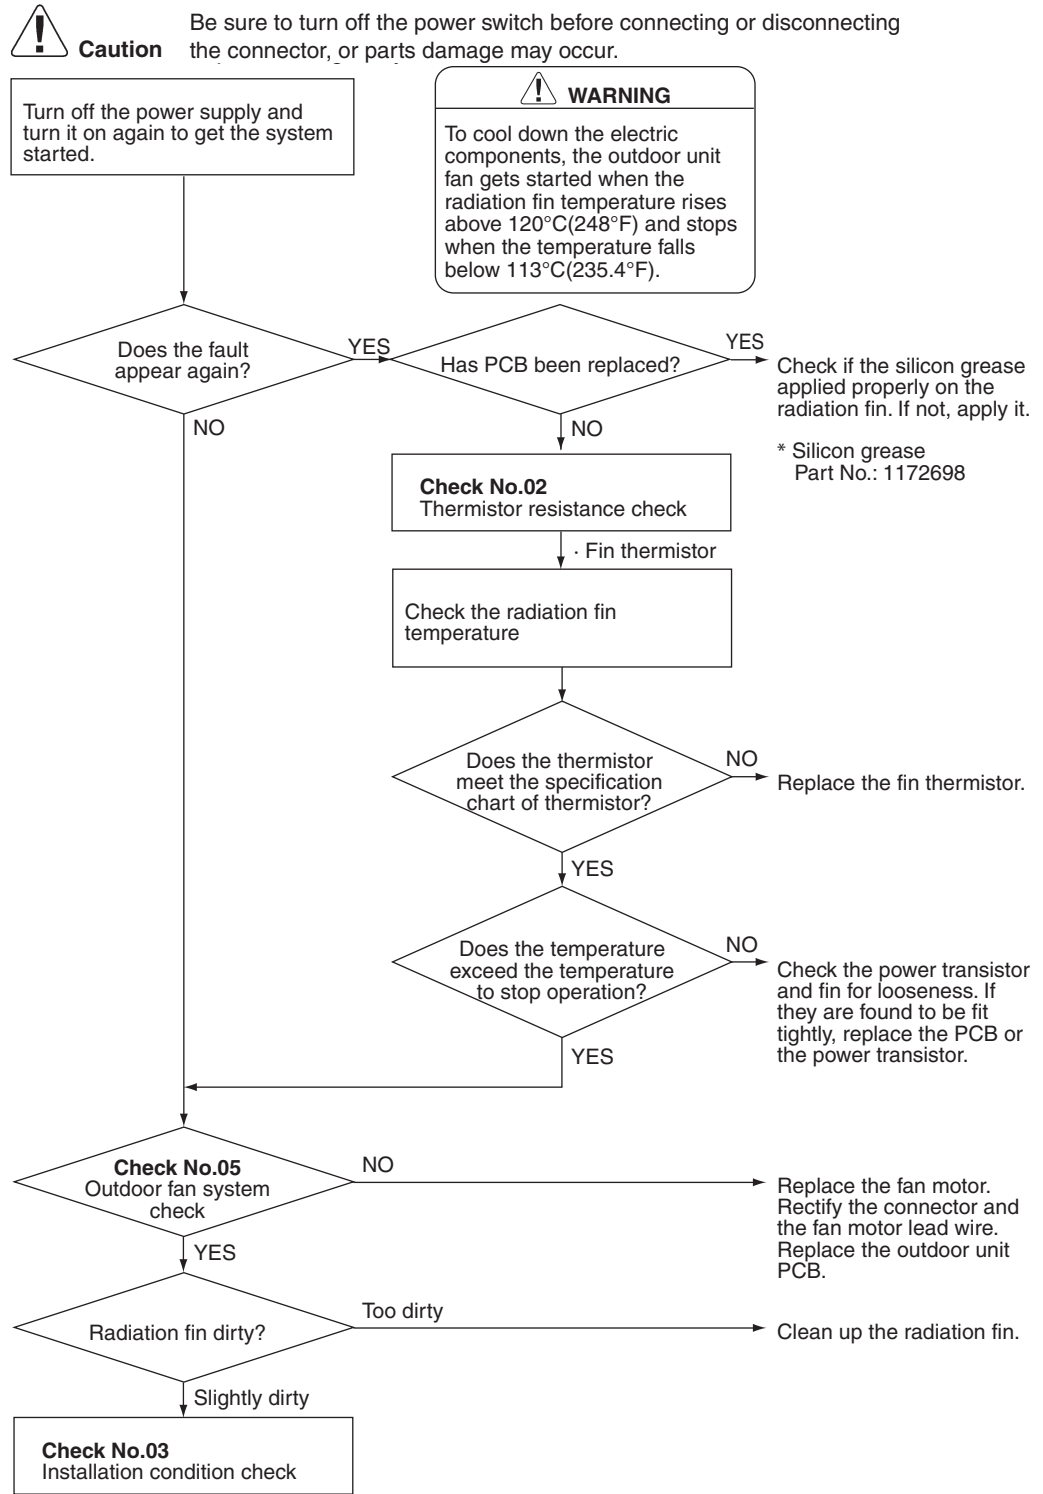 Caution
Be sure to turn off the power switch before connecting or disconnecting
the connector, or parts damage may occur.
Turn off the power supply and
turn it on again to get the system
started.
WARNING
To cool down the electric
components, the outdoor unit
fan gets started when the
radiation fin temperature rises
above 120°C(248°F) and stops
when the temperature falls
below 113°C(235.4°F).
Does the fault
appear again?
YES
Has PCB been replaced?
YES
Check if the silicon grease
applied properly on the
radiation fin. If not, apply it.
* Silicon grease
Part No.: 1172698
NO
NO
Check No.02
Thermistor resistance check
· Fin thermistor
Check the radiation fin
temperature
Does the thermistor
meet the specification
chart of thermistor?
NO
Replace the fin thermistor.
YES
Does the temperature
exceed the temperature
to stop operation?
NO
Check the power transistor
and fin for looseness. If
they are found to be fit
tightly, replace the PCB or
the power transistor.
YES
Check No.05
Outdoor fan system
check
NO
Replace the fan motor.
Rectify the connector and
the fan motor lead wire.
Replace the outdoor unit
PCB.
YES
Radiation fin dirty?
Too dirty
Clean up the radiation fin.
Slightly dirty
Check No.03
Installation condition check